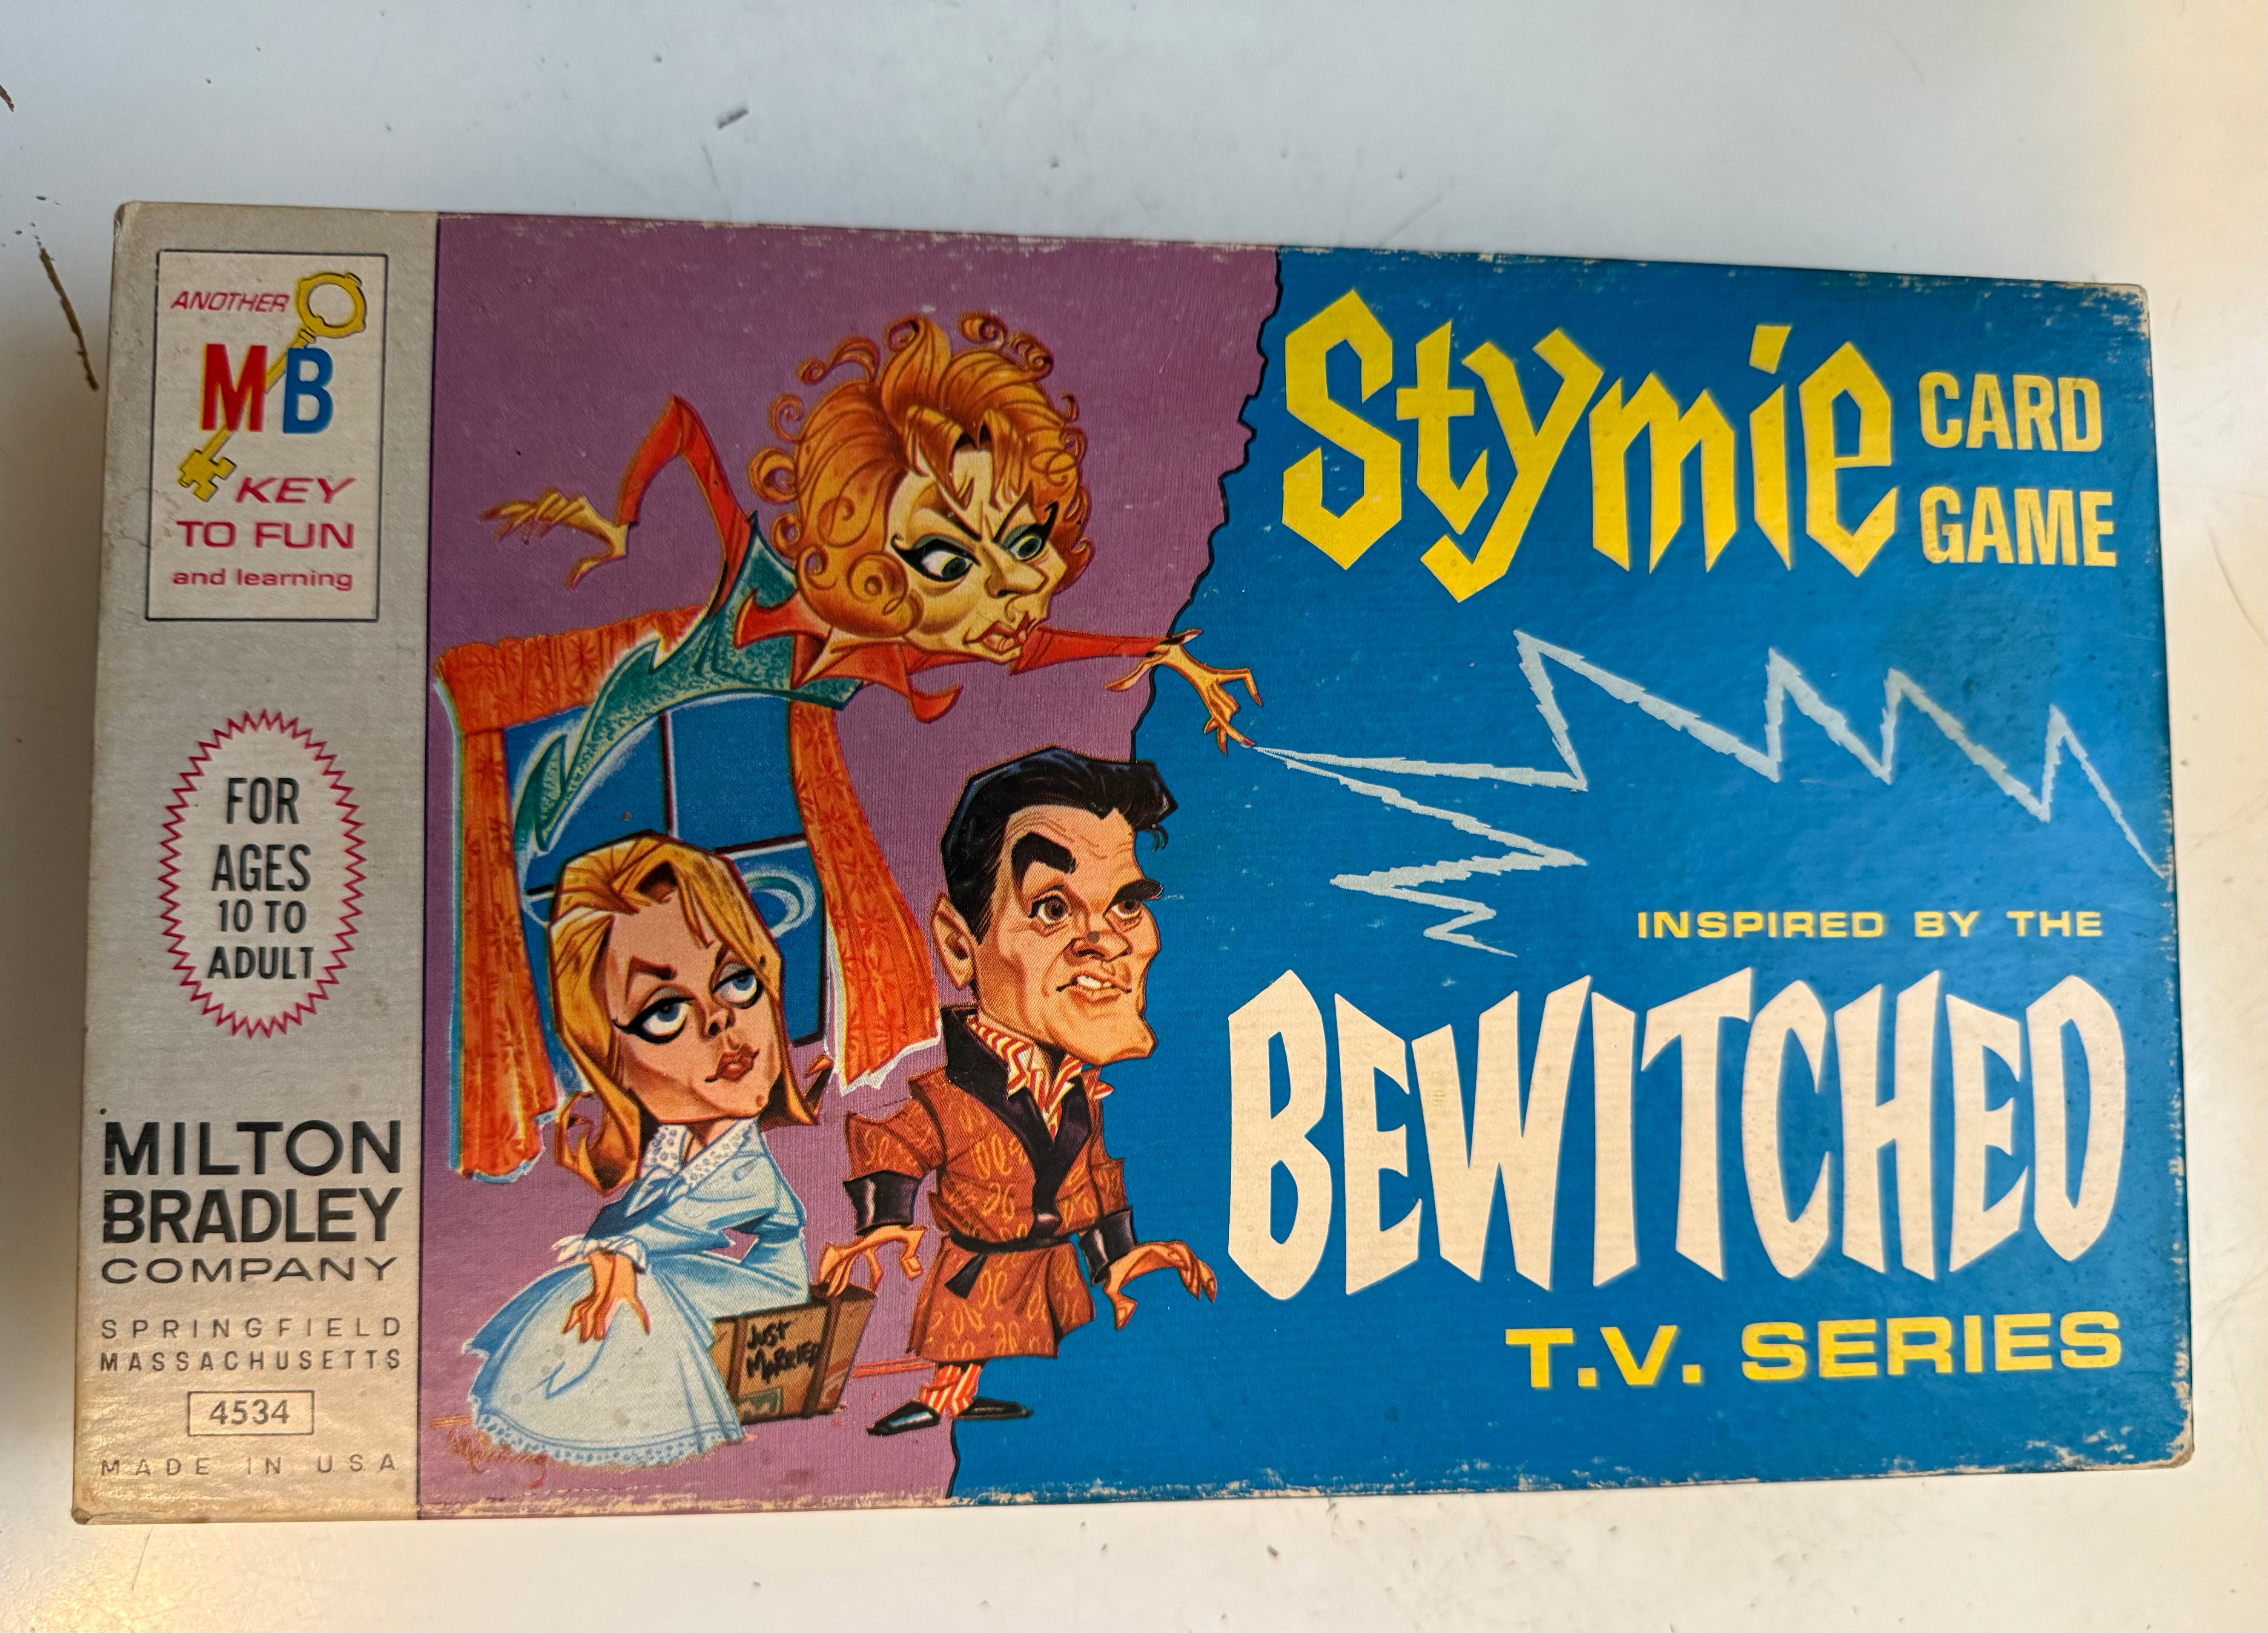 ANOTHER
MB
KEY
TO FUN
and learning
FOR
AGES
10 TO
ADULT
MILTON
BRADLEY
COMPANY
SPRINGFIELD
MASSACHUSETTS
4534
MADE IN USA
JUST
MARRIED
Stymie CARD
GAME
INSPIRED BY THE
BEWITCHED
T.V. SERIES